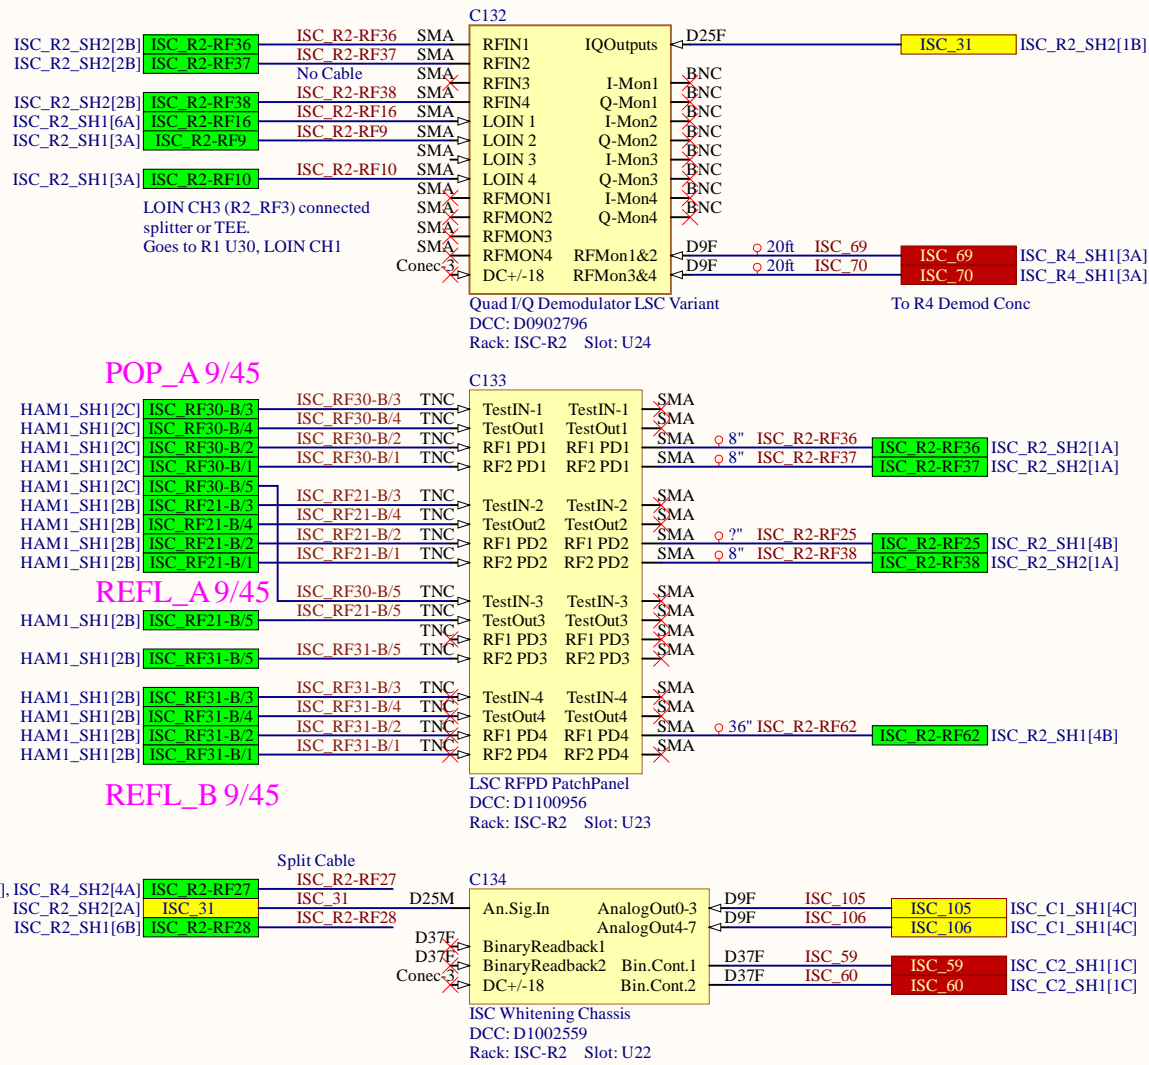 C132
ISC_R2_SH2[2B] ISC_R2-RF36 ISC_R2-RF36 SMA RFIN1 IQOutputs D25F ISC_31 ISC_R2_SH2[1B]
ISC_R2_SH2[2B] ISC_R2-RF37 ISC_R2-RF37 SMA RFIN2
No Cable SMA RFIN3 I-Mon1 BNC
ISC_R2_SH2[2B] ISC_R2-RF38 ISC_R2-RF38 SMA RFIN4 Q-Mon1 BNC
ISC_R2_SH1[6A] ISC_R2-RF16 ISC_R2-RF16 SMA LOIN 1 I-Mon2 BNC
ISC_R2_SH1[3A] ISC_R2-RF9 ISC_R2-RF9 SMA LOIN 2 Q-Mon2 BNC
SMA LOIN 3 I-Mon3 BNC
ISC_R2_SH1[3A] ISC_R2-RF10 ISC_R2-RF10 SMA LOIN 4 Q-Mon3 BNC
SMA RFMON1 I-Mon4 BNC
LOIN CH3 (R2_RF3) connected SMA RFMON2 Q-Mon4 BNC
splitter or TEE. SMA RFMON3
Goes to R1 U30, LOIN CH1 SMA RFMON4 RFMon1&2 D9F 20ft ISC_69 ISC_69 ISC_R4_SH1[3A]
Conec-3 DC+/-18 RFMon3&4 D9F 20ft ISC_70 ISC_70 ISC_R4_SH1[3A]
Quad I/Q Demodulator LSC Variant To R4 Demod Conc
DCC: D0902796
Rack: ISC-R2 Slot: U24
POP_A 9/45
C133
HAM1_SH1[2C] ISC_RF30-B/3 ISC_RF30-B/3 TNC TestIN-1 TestIN-1 SMA
HAM1_SH1[2C] ISC_RF30-B/4 ISC_RF30-B/4 TNC TestOut1 TestOut1 SMA
HAM1_SH1[2C] ISC_RF30-B/2 ISC_RF30-B/2 TNC RF1 PD1 RF1 PD1 SMA 8" ISC_R2-RF36 ISC_R2-RF36 ISC_R2_SH2[1A]
HAM1_SH1[2C] ISC_RF30-B/1 ISC_RF30-B/1 TNC RF2 PD1 RF2 PD1 SMA 8" ISC_R2-RF37 ISC_R2-RF37 ISC_R2_SH2[1A]
HAM1_SH1[2C] ISC_RF30-B/5
HAM1_SH1[2B] ISC_RF21-B/3 ISC_RF21-B/3 TNC TestIN-2 TestIN-2 SMA
HAM1_SH1[2B] ISC_RF21-B/4 ISC_RF21-B/4 TNC TestOut2 TestOut2 SMA
HAM1_SH1[2B] ISC_RF21-B/2 ISC_RF21-B/2 TNC RF1 PD2 RF1 PD2 SMA ?" ISC_R2-RF25 ISC_R2-RF25 ISC_R2_SH1[4B]
HAM1_SH1[2B] ISC_RF21-B/1 ISC_RF21-B/1 TNC RF2 PD2 RF2 PD2 SMA 8" ISC_R2-RF38 ISC_R2-RF38 ISC_R2_SH2[1A]
REFL_A 9/45
ISC_RF30-B/5 TNC TestIN-3 TestIN-3 SMA
HAM1_SH1[2B] ISC_RF21-B/5 ISC_RF21-B/5 TNC TestOut3 TestOut3 SMA
TNC RF1 PD3 RF1 PD3 SMA
HAM1_SH1[2B] ISC_RF31-B/5 ISC_RF31-B/5 TNC RF2 PD3 RF2 PD3 SMA
HAM1_SH1[2B] ISC_RF31-B/3 ISC_RF31-B/3 TNC TestIN-4 TestIN-4 SMA
HAM1_SH1[2B] ISC_RF31-B/4 ISC_RF31-B/4 TNC TestOut4 TestOut4 SMA
HAM1_SH1[2B] ISC_RF31-B/2 ISC_RF31-B/2 TNC RF1 PD4 RF1 PD4 SMA 36" ISC_R2-RF62 ISC_R2-RF62 ISC_R2_SH1[4B]
HAM1_SH1[2B] ISC_RF31-B/1 ISC_RF31-B/1 TNC RF2 PD4 RF2 PD4 SMA
REFL_B 9/45
LSC RFPD PatchPanel
DCC: D1100956
Rack: ISC-R2 Slot: U23
Split Cable
C134
], ISC_R4_SH2[4A] ISC_R2-RF27 ISC_R2-RF27
ISC_R2_SH2[2A] ISC_31 ISC_31 D25M An.Sig.In AnalogOut0-3 D9F ISC_105 ISC_105 ISC_C1_SH1[4C]
ISC_R2_SH1[6B] ISC_R2-RF28 ISC_R2-RF28 AnalogOut4-7 D9F ISC_106 ISC_106 ISC_C1_SH1[4C]
D37F BinaryReadback1
D37F BinaryReadback2 Bin.Cont.1 D37F ISC_59 ISC_59 ISC_C2_SH1[1C]
Conec-3 DC+/-18 Bin.Cont.2 D37F ISC_60 ISC_60 ISC_C2_SH1[1C]
ISC Whitening Chassis
DCC: D1002559
Rack: ISC-R2 Slot: U22